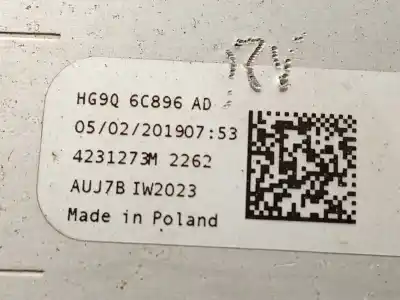 HG9Q 6C896 AD
05/02/201907:53
4231273M 2262
AUJ7B IW2023
Made in Poland